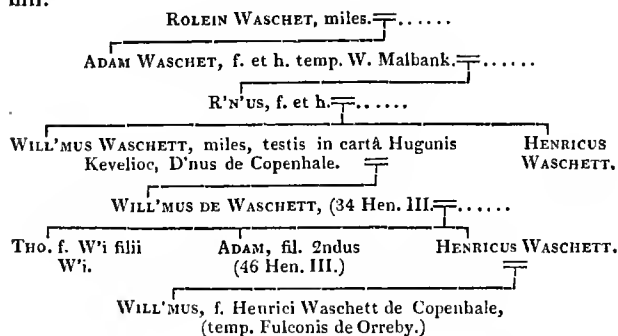 ROLEIN WASCHET, miles.=......
ADAM WASCHET, f. et h. temp. W. Malbank.=......
R'N'US, f. et h.=......
WILL'MUS WASCHETT, miles, testis in cartâ Hugonis HENRICUS
Kevelioc, D'nus de Copenhale. = WASCHETT.
WILL'MUS DE WASCHETT, (34 Hen. III.=......
THO. f. W'i filii ADAM, fil. 2ndus HENRICUS WASCHETT.
W'i. (46 Hen. III.) =
WILL'MUS, f. Henrici Waschett de Copenhale,
(temp. Fulconis de Orreby.)